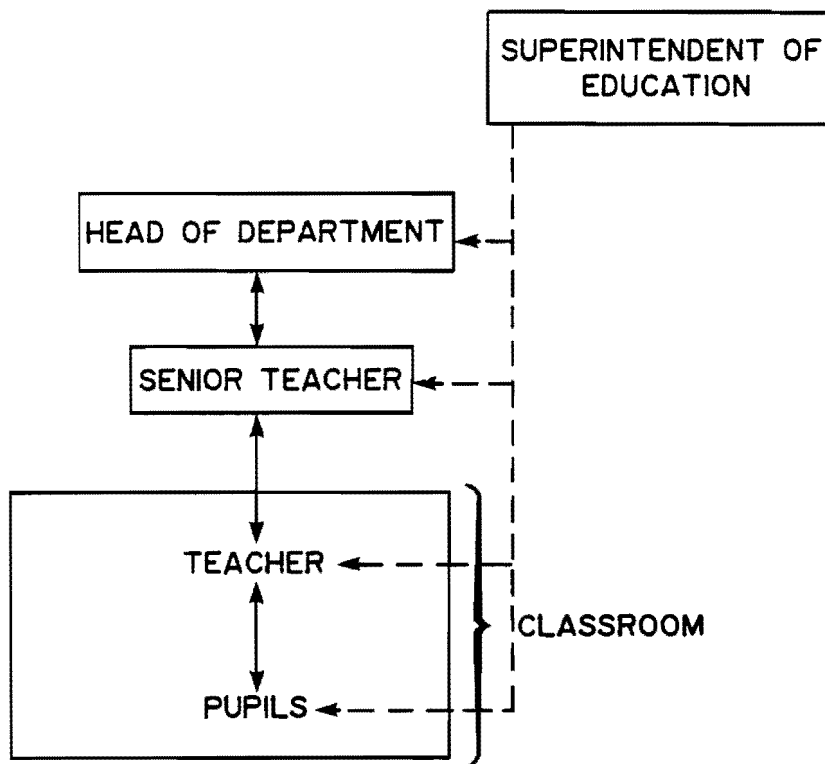 SUPERINTENDENT OF
EDUCATION
HEAD OF DEPARTMENT
SENIOR TEACHER
TEACHER
CLASSROOM
PUPILS